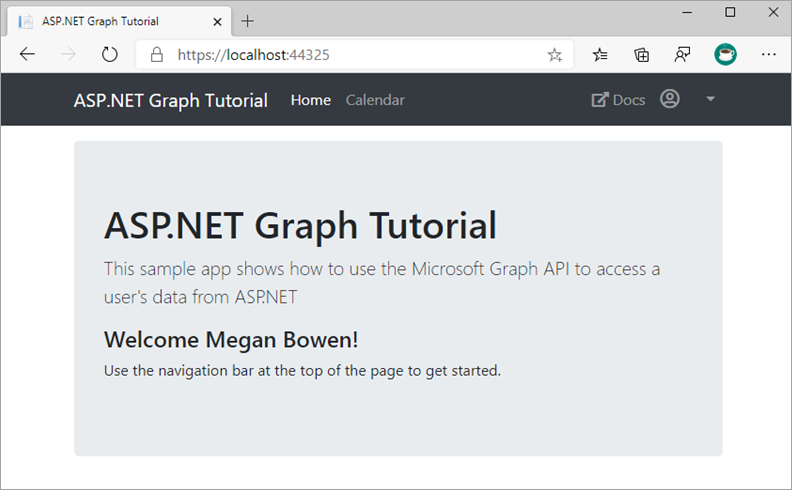 ASP.NET Graph Tutorial
https://localhost:44325
ASP.NET Graph Tutorial Home Calendar Docs
ASP.NET Graph Tutorial
This sample app shows how to use the Microsoft Graph API to access a
user's data from ASP.NET
Welcome Megan Bowen!
Use the navigation bar at the top of the page to get started.